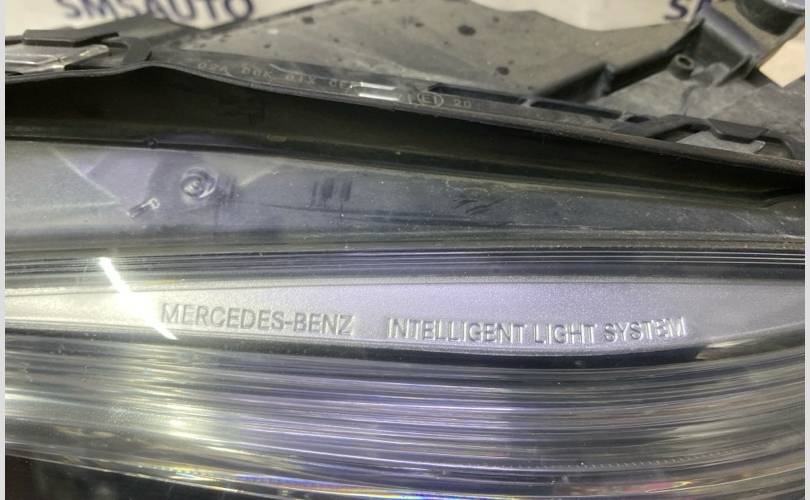 SMSAUTO
MERCEDES-BENZ INTELLIGENT LIGHT SYSTEM